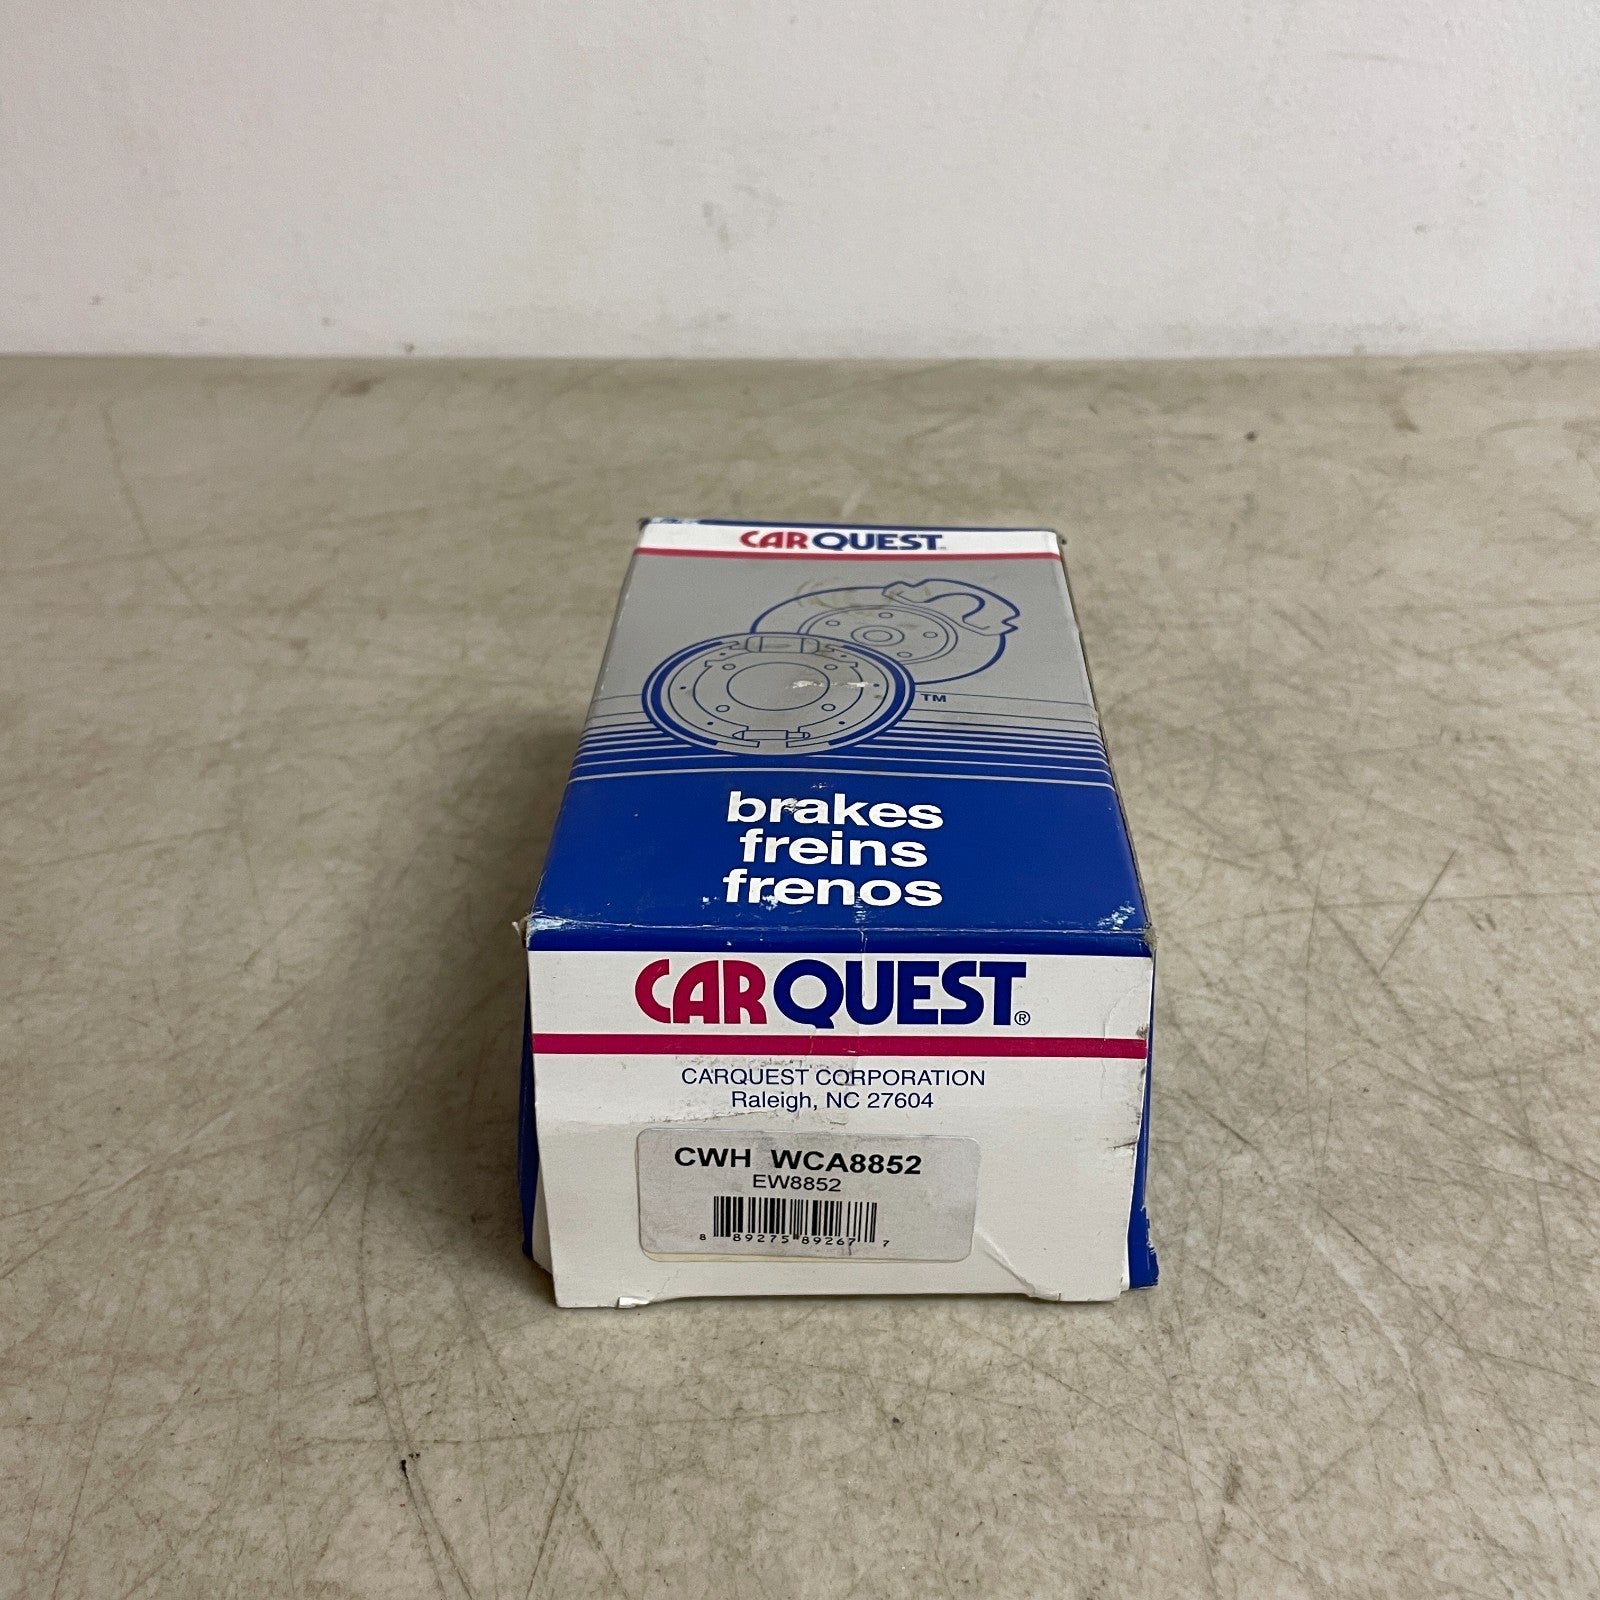 CARQUEST®
TM
brakes
freins
frenos
CARQUEST®
CARQUEST CORPORATION
Raleigh, NC 27604
CWH WCA8852
EW8852
8 89275 89267 7